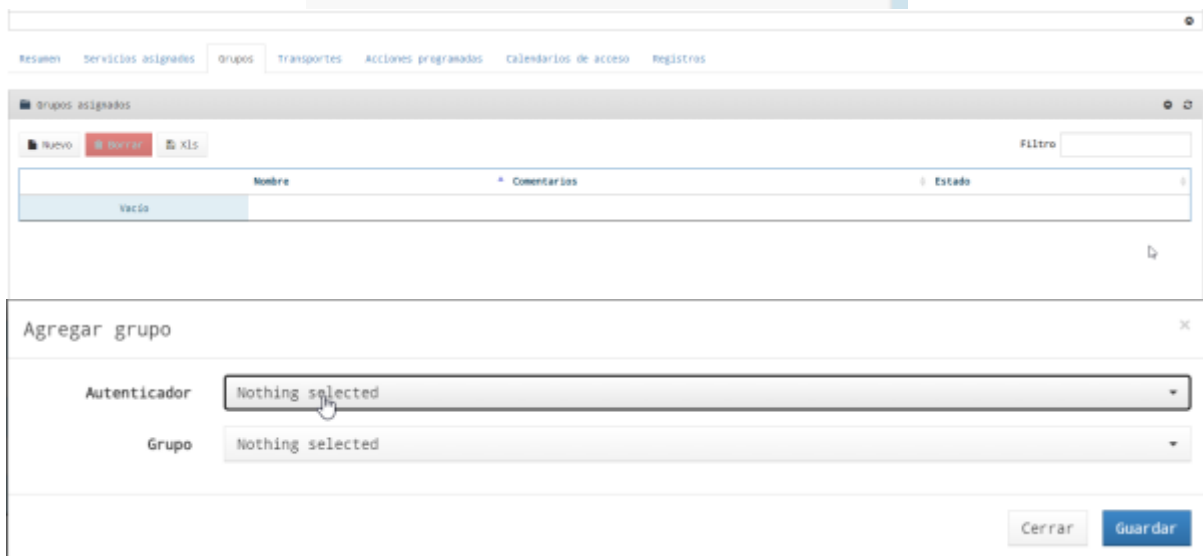 Resumen Servicios asignados Grupos Transportes Acciones programadas Calendarios de acceso Registros
Grupos asignados
Nuevo Borrar Xls Filtro
Nombre Comentarios Estado
Vacío
Agregar grupo
Autenticador Nothing selected
Grupo Nothing selected
Cerrar Guardar